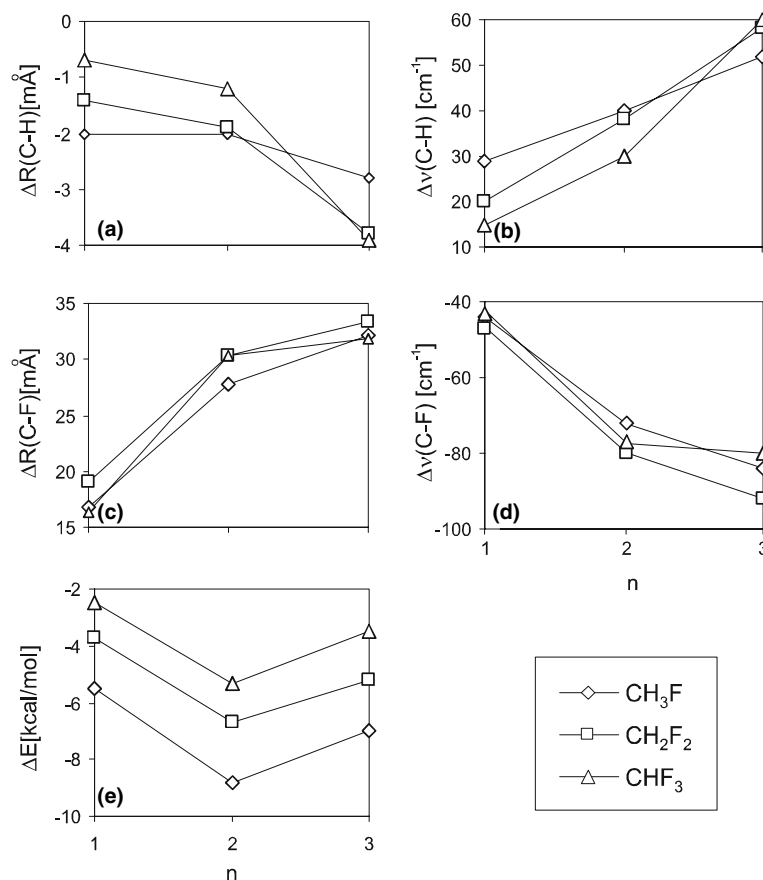 0
-1
-2
-3
-4
ΔR(C-H)[mÅ]
(a)
60
50
40
30
20
10
Δν(C-H) [cm⁻¹]
(b)
35
30
25
20
15
ΔR(C-F)[mÅ]
(c)
-40
-60
-80
-100
Δν(C-F) [cm⁻¹]
(d)
1 2 3
n
-2
-4
-6
-8
-10
ΔE[kcal/mol]
(e)
1 2 3
n
CH₃F
CH₂F₂
CHF₃